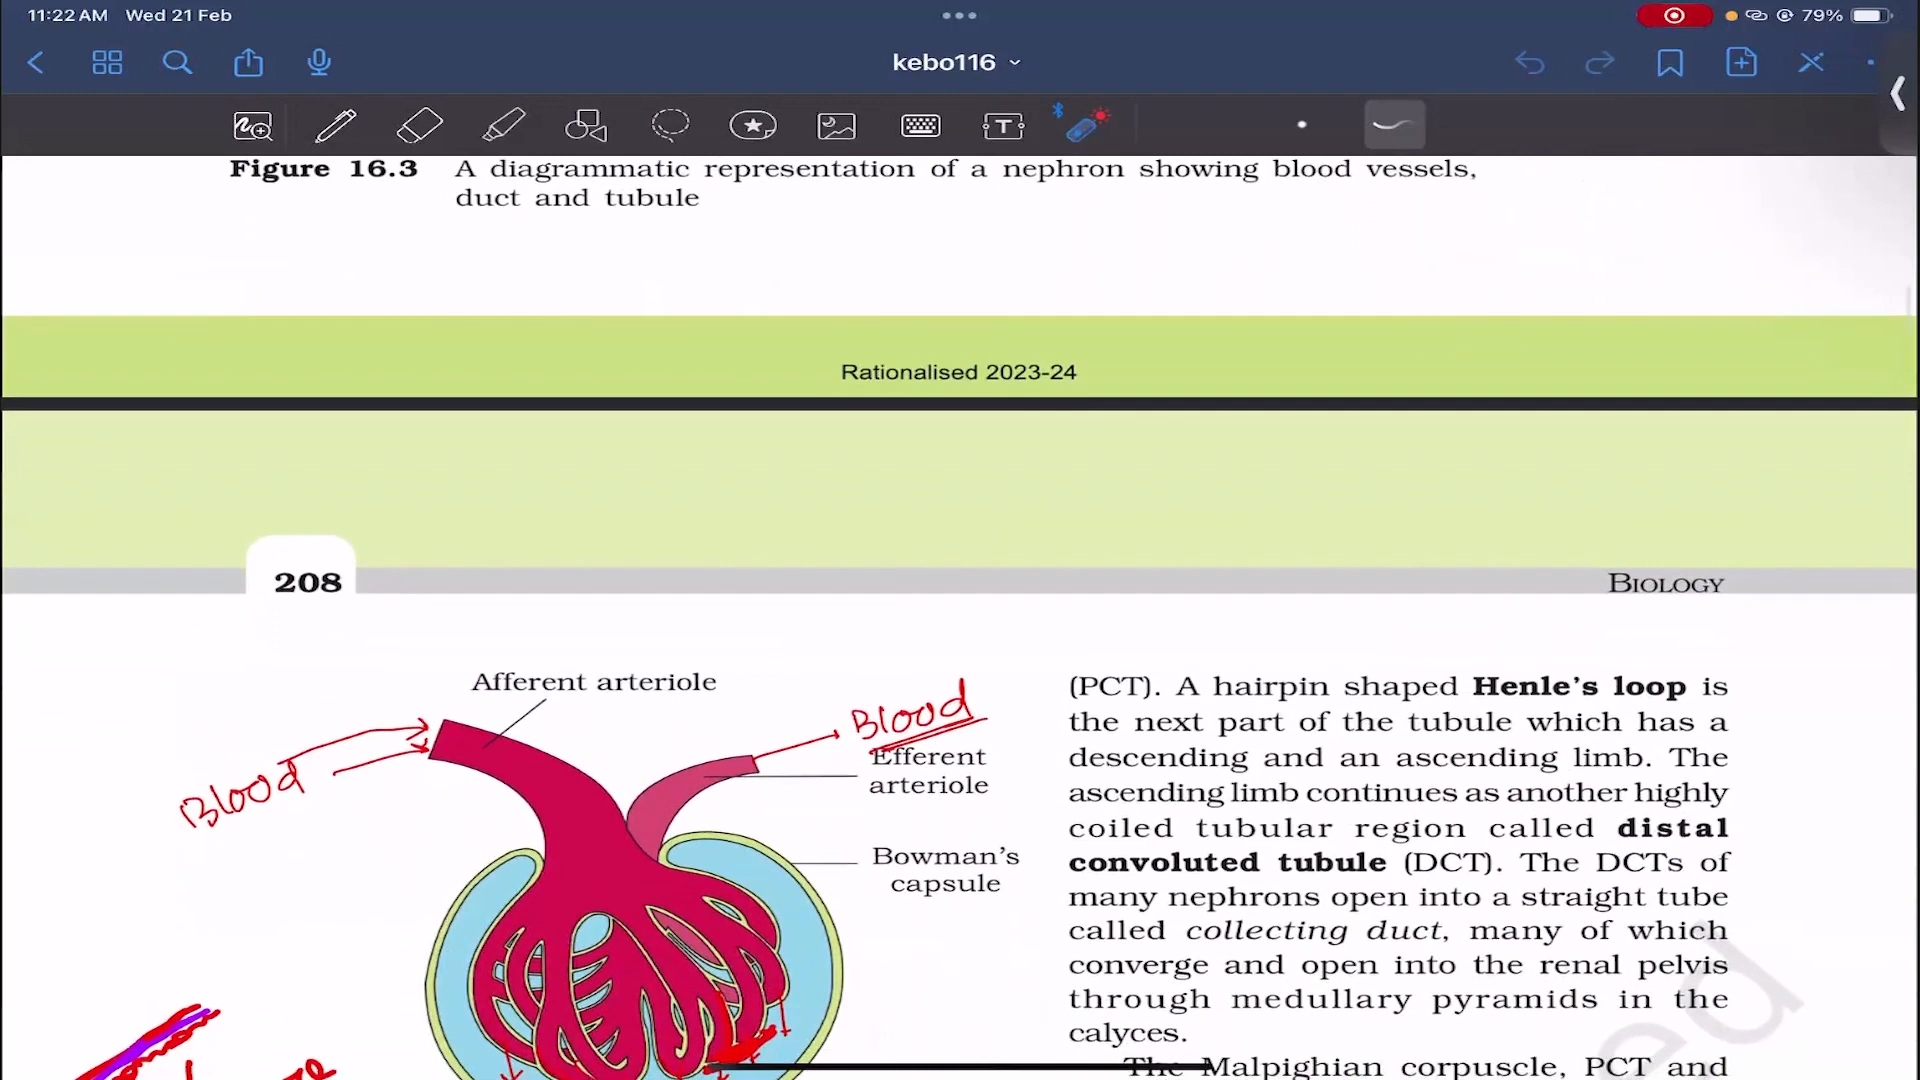 11:22 AM Wed 21 Feb
79%
kebo116
Figure 16.3 A diagrammatic representation of a nephron showing blood vessels,
duct and tubule
Rationalised 2023-24
208
BIOLOGY
Afferent arteriole
Blood
Blood
Efferent
arteriole
Bowman's
capsule
(PCT). A hairpin shaped Henle's loop is
the next part of the tubule which has a
descending and an ascending limb. The
ascending limb continues as another highly
coiled tubular region called distal
convoluted tubule (DCT). The DCTs of
many nephrons open into a straight tube
called collecting duct, many of which
converge and open into the renal pelvis
through medullary pyramids in the
calyces.
The Malpighian corpuscle, PCT and